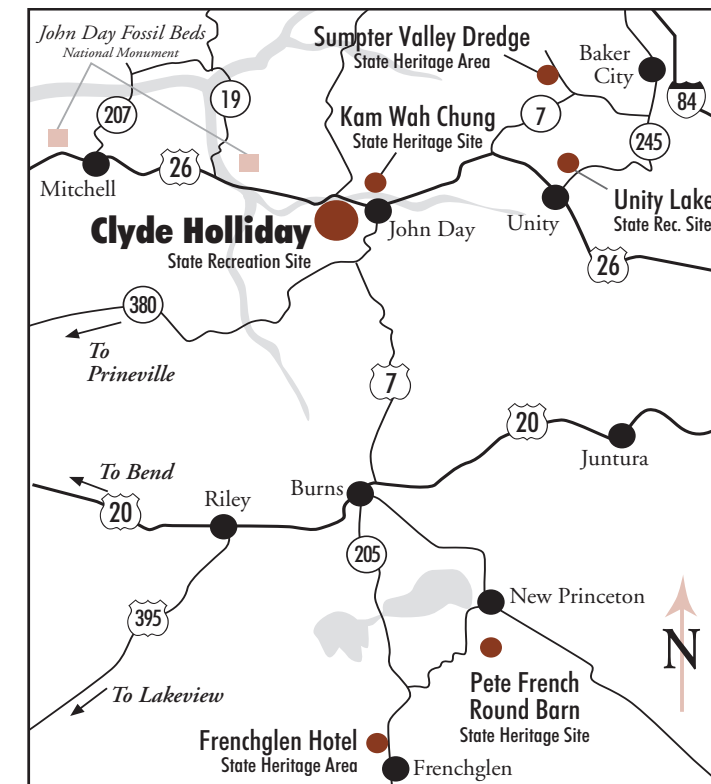 John Day Fossil Beds
National Monument
Sumpter Valley Dredge
State Heritage Area
Baker
City
207
19
7
84
Kam Wah Chung
State Heritage Site
245
26
Mitchell
Clyde Holliday
State Recreation Site
John Day
Unity
Unity Lake
State Rec. Site
26
380
To
Prineville
7
20
Juntura
To Bend
20
Riley
Burns
205
395
New Princeton
N
To Lakeview
Pete French
Round Barn
State Heritage Site
Frenchglen Hotel
State Heritage Area
Frenchglen